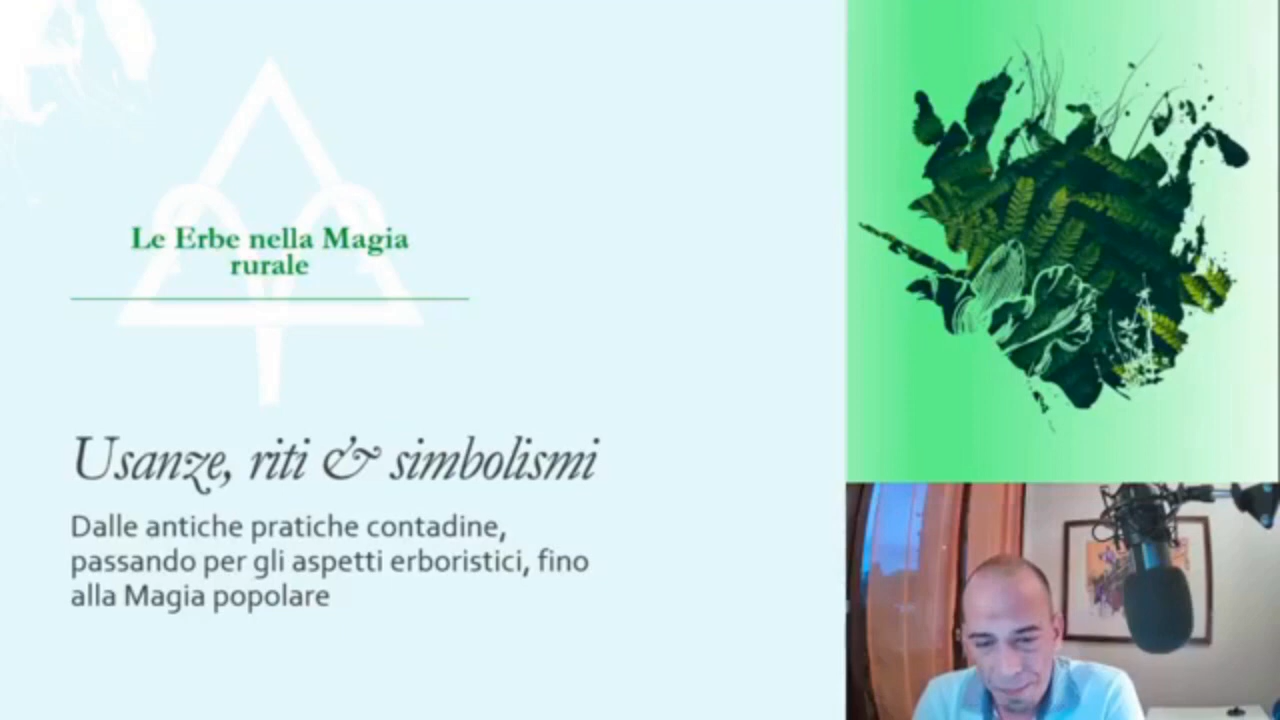 Le Erbe nella Magia
rurale
Usanze, riti & simbolismi
Dalle antiche pratiche contadine,
passando per gli aspetti erboristici, fino
alla Magia popolare